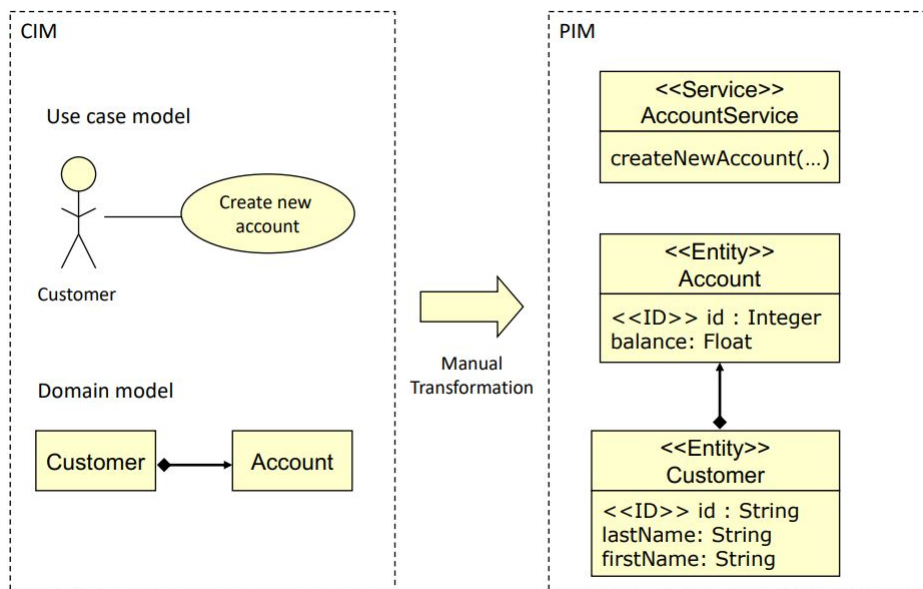 CIM
Use case model
Create new
account
Customer
Domain model
Customer
Account
Manual
Transformation
PIM
<<Service>>
AccountService
createNewAccount(…)
<<Entity>>
Account
<<ID>> id : Integer
balance: Float
<<Entity>>
Customer
<<ID>> id : String
lastName: String
firstName: String